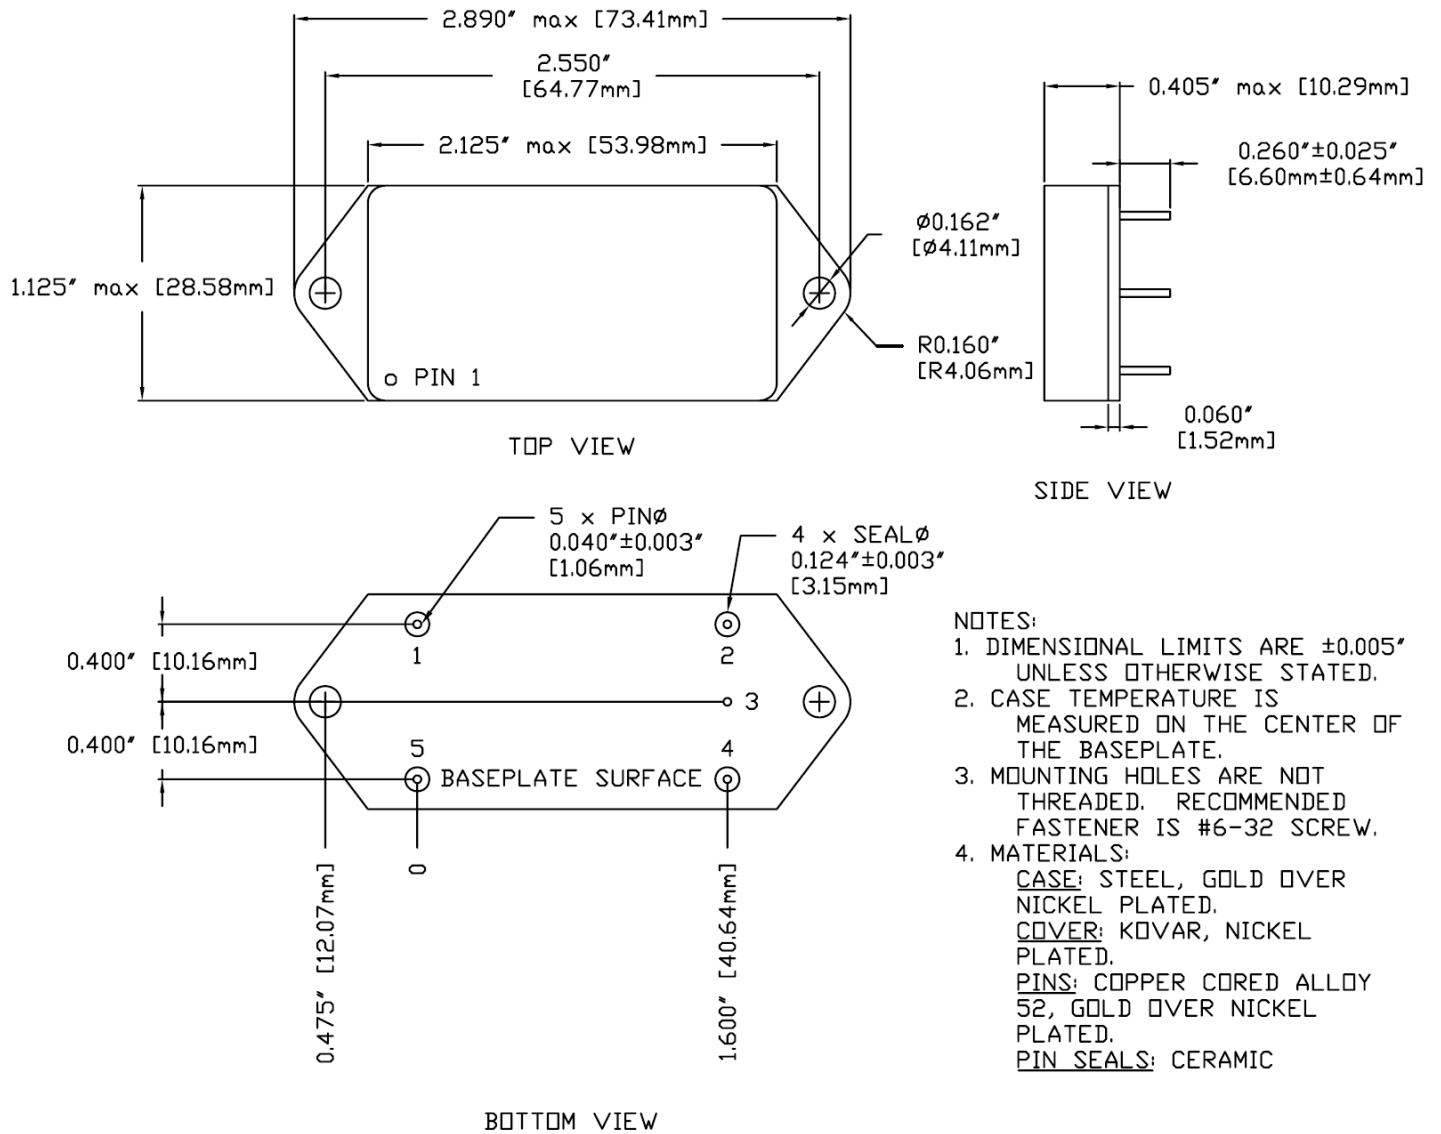 2.890″ max [73.41mm]
2.550″
[64.77mm]
2.125″ max [53.98mm]
1.125″ max [28.58mm]
Ø0.162″
[Ø4.11mm]
R0.160″
[R4.06mm]
PIN 1
TOP VIEW
0.405″ max [10.29mm]
0.260″±0.025″
[6.60mm±0.64mm]
0.060″
[1.52mm]
SIDE VIEW
5 x PINØ
0.040″±0.003″
[1.06mm]
4 x SEALØ
0.124″±0.003″
[3.15mm]
0.400″ [10.16mm]
0.400″ [10.16mm]
1
2
3
5
4
BASEPLATE SURFACE
0.475″ [12.07mm]
0
1.600″ [40.64mm]
BOTTOM VIEW
NOTES:
1. DIMENSIONAL LIMITS ARE ±0.005″
UNLESS OTHERWISE STATED.
2. CASE TEMPERATURE IS
MEASURED ON THE CENTER OF
THE BASEPLATE.
3. MOUNTING HOLES ARE NOT
THREADED. RECOMMENDED
FASTENER IS #6-32 SCREW.
4. MATERIALS:
CASE: STEEL, GOLD OVER
NICKEL PLATED.
COVER: KOVAR, NICKEL
PLATED.
PINS: COPPER CORED ALLOY
52, GOLD OVER NICKEL
PLATED.
PIN SEALS: CERAMIC